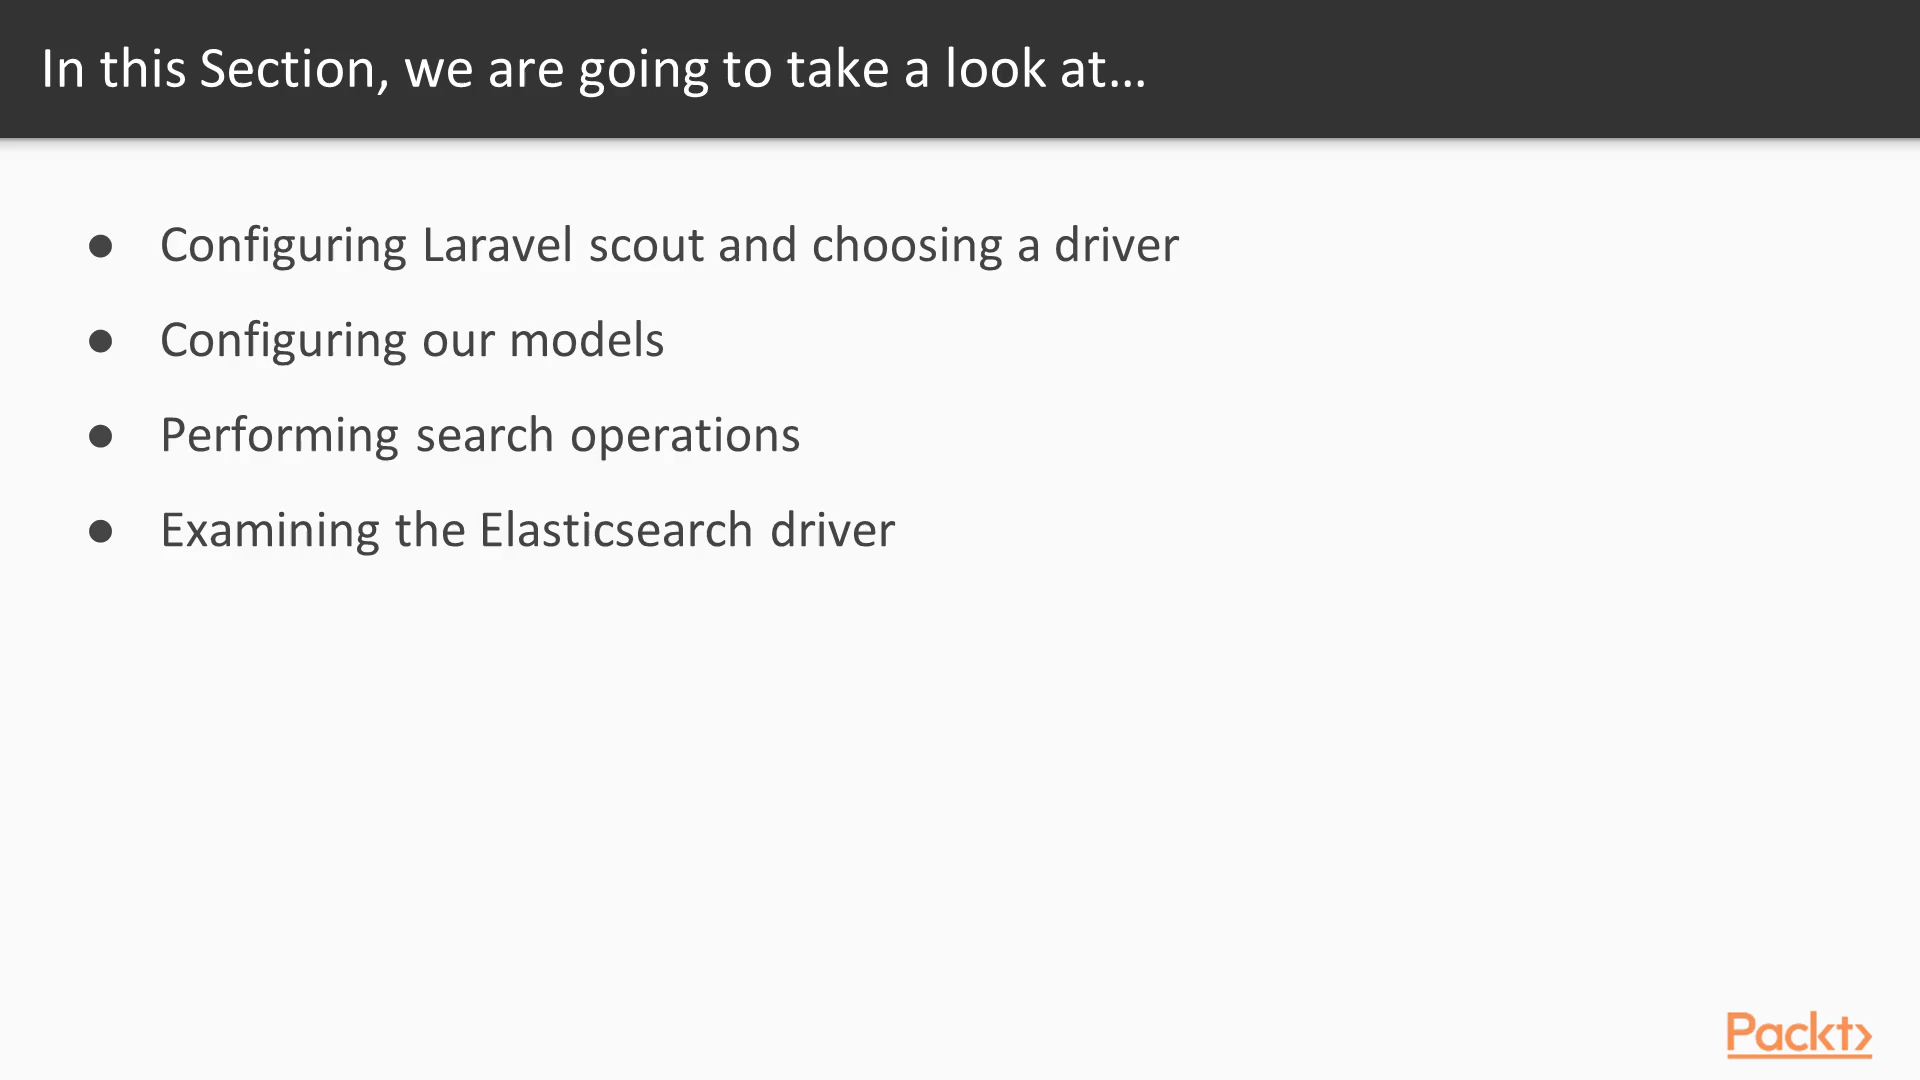 In this Section, we are going to take a look at...
● Configuring Laravel scout and choosing a driver
● Configuring our models
● Performing search operations
● Examining the Elasticsearch driver
Packt>